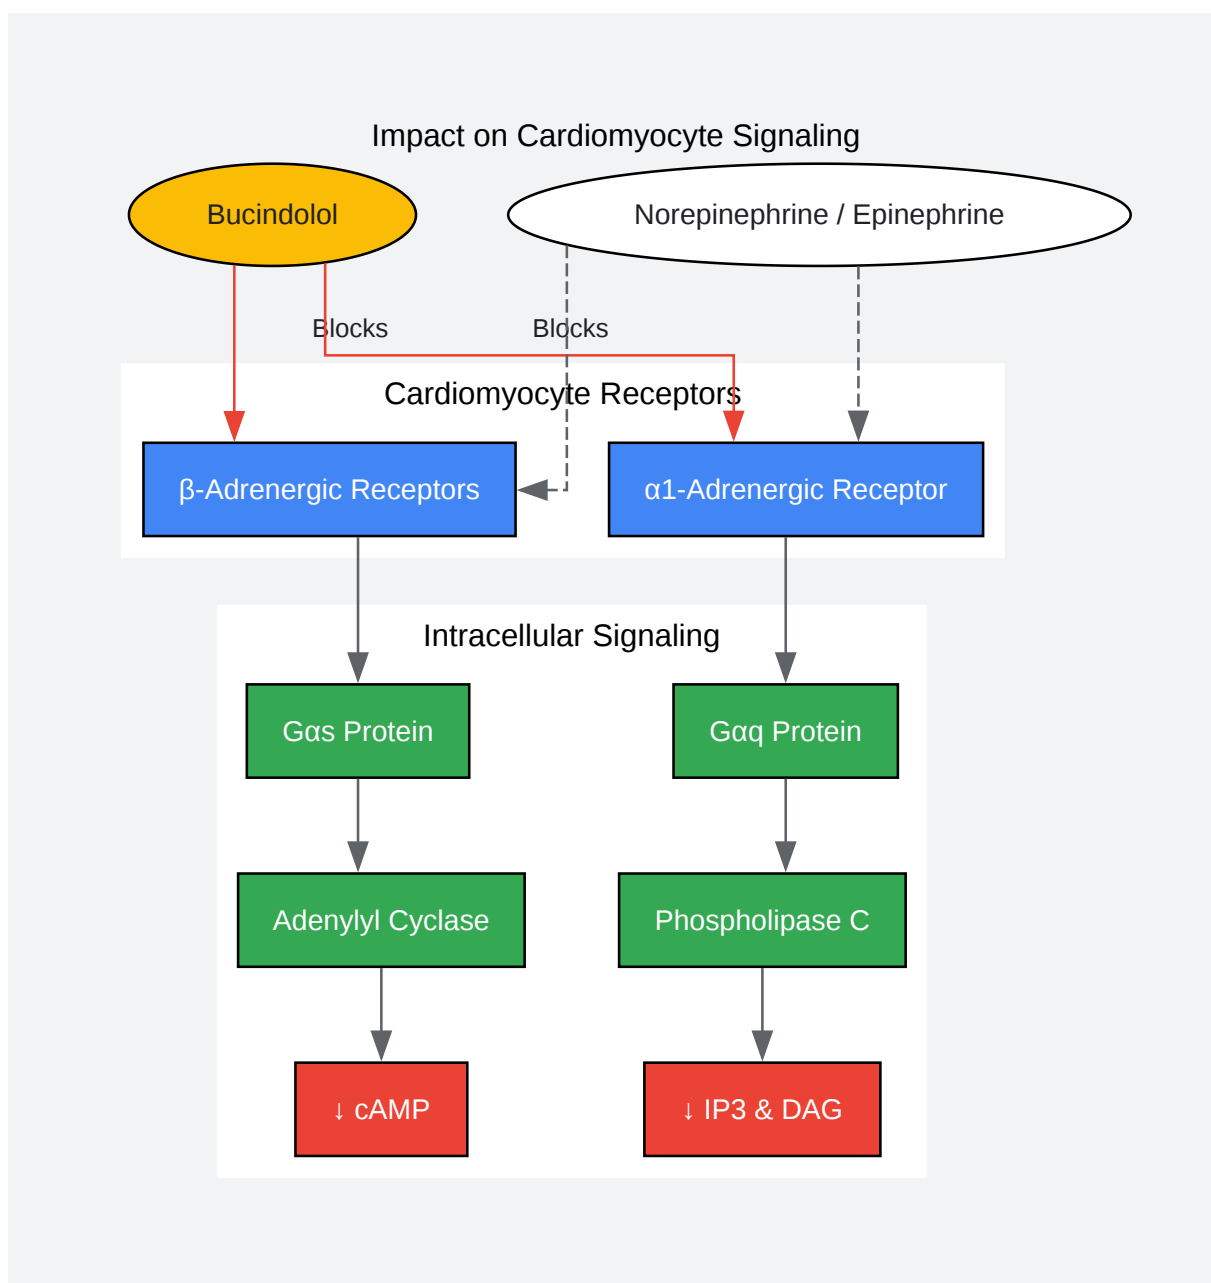 Impact on Cardiomyocyte Signaling
Bucindolol
Norepinephrine / Epinephrine
Blocks
Blocks
Cardiomyocyte Receptors
β-Adrenergic Receptors
α1-Adrenergic Receptor
Intracellular Signaling
Gαs Protein
Gαq Protein
Adenylyl Cyclase
Phospholipase C
↓ cAMP
↓ IP3 & DAG